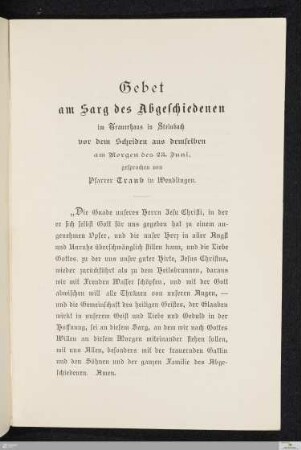 Gebet
am Sarg des Abgeschiedenen
im Trauerhaus in Steinbach
vor dem Scheiden aus demselben
am Morgen des 23. Juni,
gesprochen von
Pfarrer Traub in Wendlingen.
„Die Gnade unseres Herrn Jesu Christi, in der
er sich selbst Gott für uns gegeben hat zu einem an-
genehmen Opfer, und die unser Herz in aller Angst
und Unruhe überschwänglich stillen kann, und die Liebe
Gottes, zu der uns unser guter Hirte, Jesus Christus,
wieder zurückführt als zu dem Heilsbrunnen, daraus
wir mit Freuden Wasser schöpfen, und mit der Gott
abwischen will alle Thränen von unseren Augen, —
und die Gemeinschaft des heiligen Geistes, der Glauben
wirkt in unserem Geist und Liebe und Geduld in der
Hoffnung, sei an diesem Sarg, an dem wir nach Gottes
Willen an diesem Morgen miteinander stehen sollen,
mit uns Allen, besonders mit der trauernden Gattin
und den Söhnen und der ganzen Familie des Abge-
schiedenen. Amen.